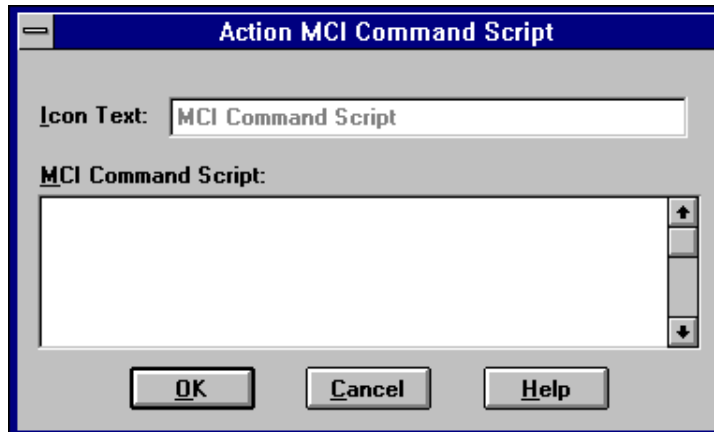 Action MCI Command Script
Icon Text: MCI Command Script
MCI Command Script:
OK Cancel Help